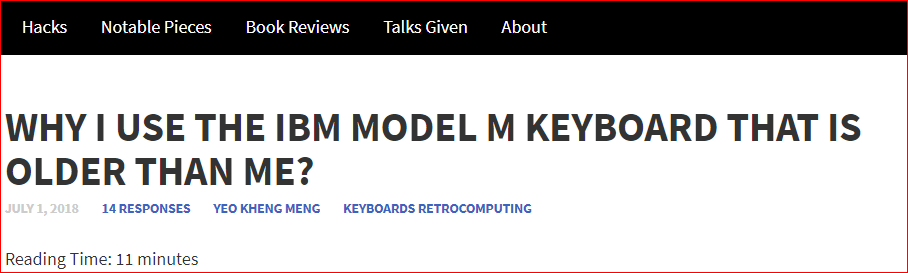 Hacks Notable Pieces Book Reviews Talks Given About
WHY I USE THE IBM MODEL M KEYBOARD THAT IS
OLDER THAN ME?
JULY 1, 2018 14 RESPONSES YEO KHENG MENG KEYBOARDS RETROCOMPUTING
Reading Time: 11 minutes